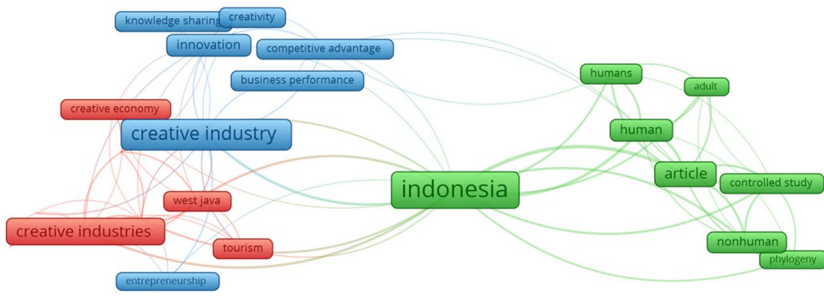 knowledge sharing
creativity
innovation
competitive advantage
business performance
creative economy
creative industry
west java
creative industries
tourism
entrepreneurship
indonesia
humans
adult
human
article
controlled study
nonhuman
phylogeny